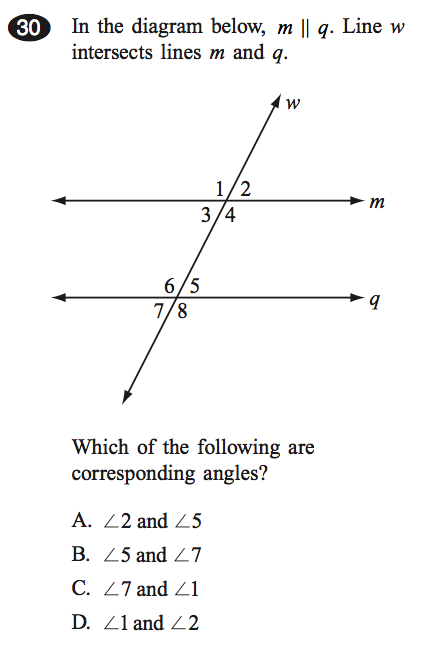 30 In the diagram below, m || q. Line w
intersects lines m and q.
w
1 2
m
3 4
6 5
q
7 8
Which of the following are
corresponding angles?
A. ∠2 and ∠5
B. ∠5 and ∠7
C. ∠7 and ∠1
D. ∠1 and ∠2